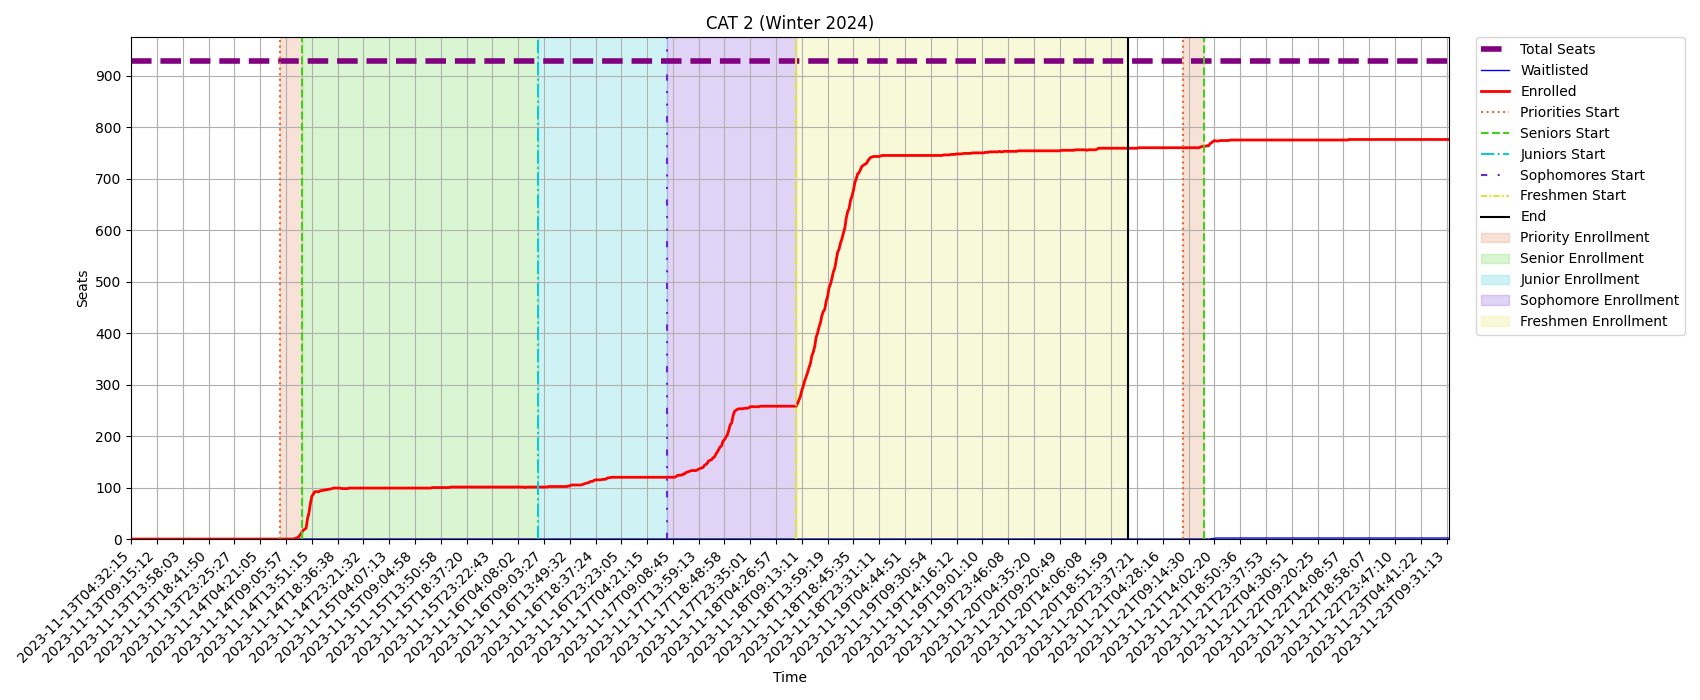 CAT 2 (Winter 2024)
Seats
900
800
700
600
500
400
300
200
100
0
2023-11-13T04:32:15
2023-11-13T09:15:12
2023-11-13T13:58:03
2023-11-13T18:41:50
2023-11-13T23:25:27
2023-11-14T04:21:05
2023-11-14T09:05:57
2023-11-14T13:51:15
2023-11-14T18:36:38
2023-11-14T23:21:32
2023-11-15T04:07:13
2023-11-15T09:04:58
2023-11-15T13:50:58
2023-11-15T18:37:20
2023-11-15T23:22:43
2023-11-16T04:08:02
2023-11-16T09:03:27
2023-11-16T13:49:32
2023-11-16T18:37:24
2023-11-16T23:23:05
2023-11-17T04:21:15
2023-11-17T09:08:45
2023-11-17T13:59:13
2023-11-17T18:48:58
2023-11-17T23:35:01
2023-11-18T04:26:57
2023-11-18T09:13:11
2023-11-18T13:59:19
2023-11-18T18:45:35
2023-11-18T23:31:11
2023-11-19T04:44:51
2023-11-19T09:30:54
2023-11-19T14:16:12
2023-11-19T19:01:10
2023-11-19T23:46:08
2023-11-20T04:35:20
2023-11-20T09:20:49
2023-11-20T14:06:08
2023-11-20T18:51:59
2023-11-20T23:37:21
2023-11-21T04:28:16
2023-11-21T09:14:30
2023-11-21T14:02:20
2023-11-21T18:50:36
2023-11-21T23:37:53
2023-11-22T04:30:51
2023-11-22T09:20:25
2023-11-22T14:08:57
2023-11-22T18:58:07
2023-11-22T23:47:10
2023-11-23T04:41:22
2023-11-23T09:31:13
Time
Total Seats
Waitlisted
Enrolled
Priorities Start
Seniors Start
Juniors Start
Sophomores Start
Freshmen Start
End
Priority Enrollment
Senior Enrollment
Junior Enrollment
Sophomore Enrollment
Freshmen Enrollment